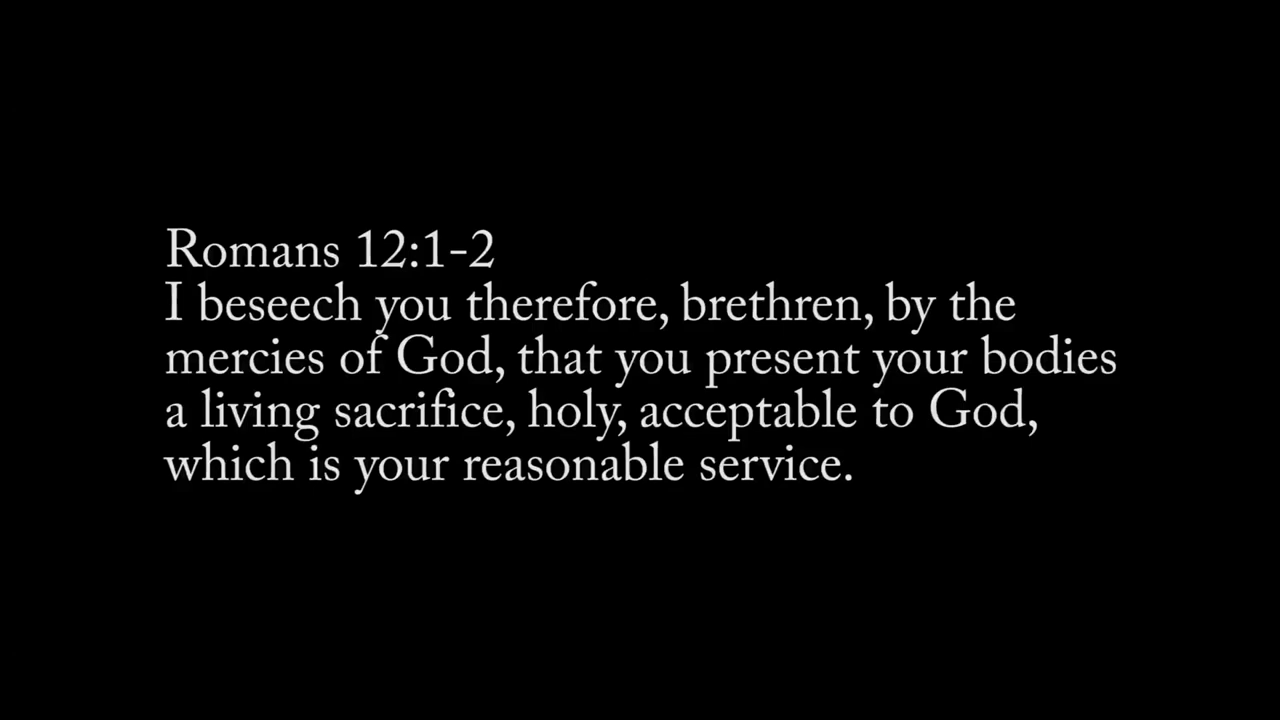 Romans 12:1-2
I beseech you therefore, brethren, by the
mercies of God, that you present your bodies
a living sacrifice, holy, acceptable to God,
which is your reasonable service.